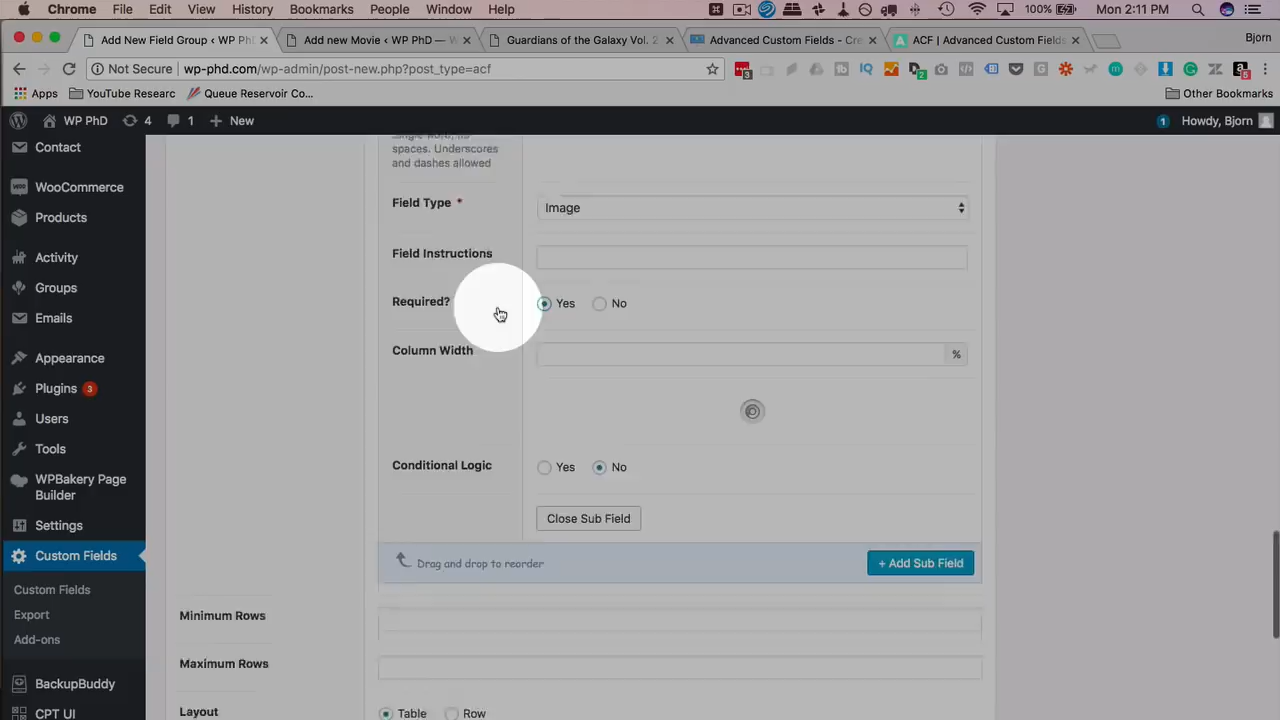 Chrome File Edit View History Bookmarks People Window Help 100% Mon 2:11 PM
Add New Field Group ‹ WP PhD
Add new Movie ‹ WP PhD — W
Guardians of the Galaxy Vol. 2
Advanced Custom Fields - Cre
ACF | Advanced Custom Fields
Bjorn
Not Secure wp-phd.com/wp-admin/post-new.php?post_type=acf
Apps YouTube Researc Queue Reservoir Co... Other Bookmarks
WP PhD 4 1 + New 1 Howdy, Bjorn
Contact
WooCommerce
Products
Activity
Groups
Emails
Appearance
Plugins 3
Users
Tools
WPBakery Page
Builder
Settings
Custom Fields
Custom Fields
Export
Add-ons
BackupBuddy
CPT UI
spaces. Underscores
and dashes allowed
Field Type *
Image
Field Instructions
Required?
Yes No
Column Width
%
Conditional Logic
Yes No
Close Sub Field
Drag and drop to reorder
+ Add Sub Field
Minimum Rows
Maximum Rows
Layout
Table Row